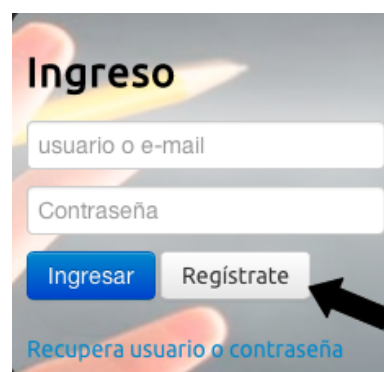 Ingreso
usuario o e-mail
Contraseña
Ingresar Regístrate
Recupera usuario o contraseña